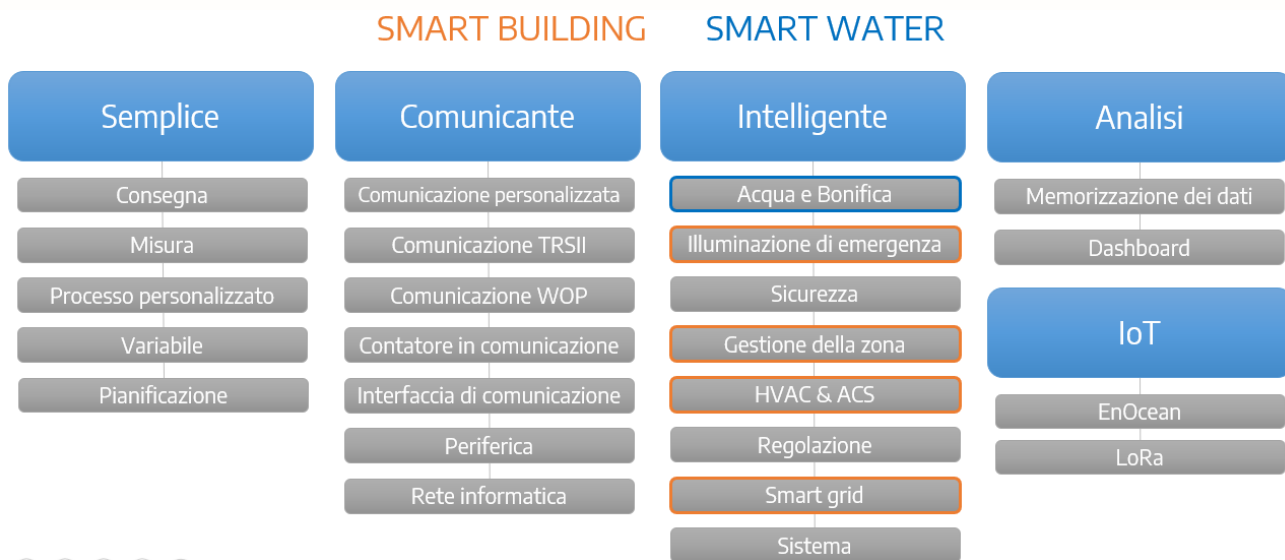 SMART BUILDING
SMART WATER
Semplice
Consegna
Misura
Processo personalizzato
Variabile
Pianificazione
Comunicante
Comunicazione personalizzata
Comunicazione TRSII
Comunicazione WOP
Contatore in comunicazione
Interfaccia di comunicazione
Periferica
Rete informatica
Intelligente
Acqua e Bonifica
Illuminazione di emergenza
Sicurezza
Gestione della zona
HVAC & ACS
Regolazione
Smart grid
Sistema
Analisi
Memorizzazione dei dati
Dashboard
IoT
EnOcean
LoRa